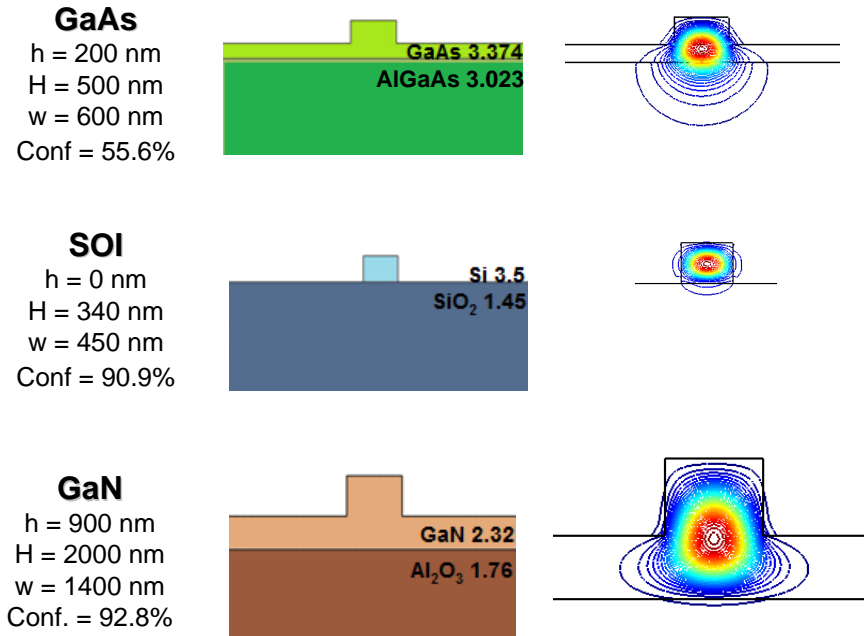 GaAs
h = 200 nm
H = 500 nm
w = 600 nm
Conf = 55.6%
GaAs 3.374
AlGaAs 3.023
SOI
h = 0 nm
H = 340 nm
w = 450 nm
Conf = 90.9%
Si 3.5
SiO₂ 1.45
GaN
h = 900 nm
H = 2000 nm
w = 1400 nm
Conf. = 92.8%
GaN 2.32
Al₂O₃ 1.76